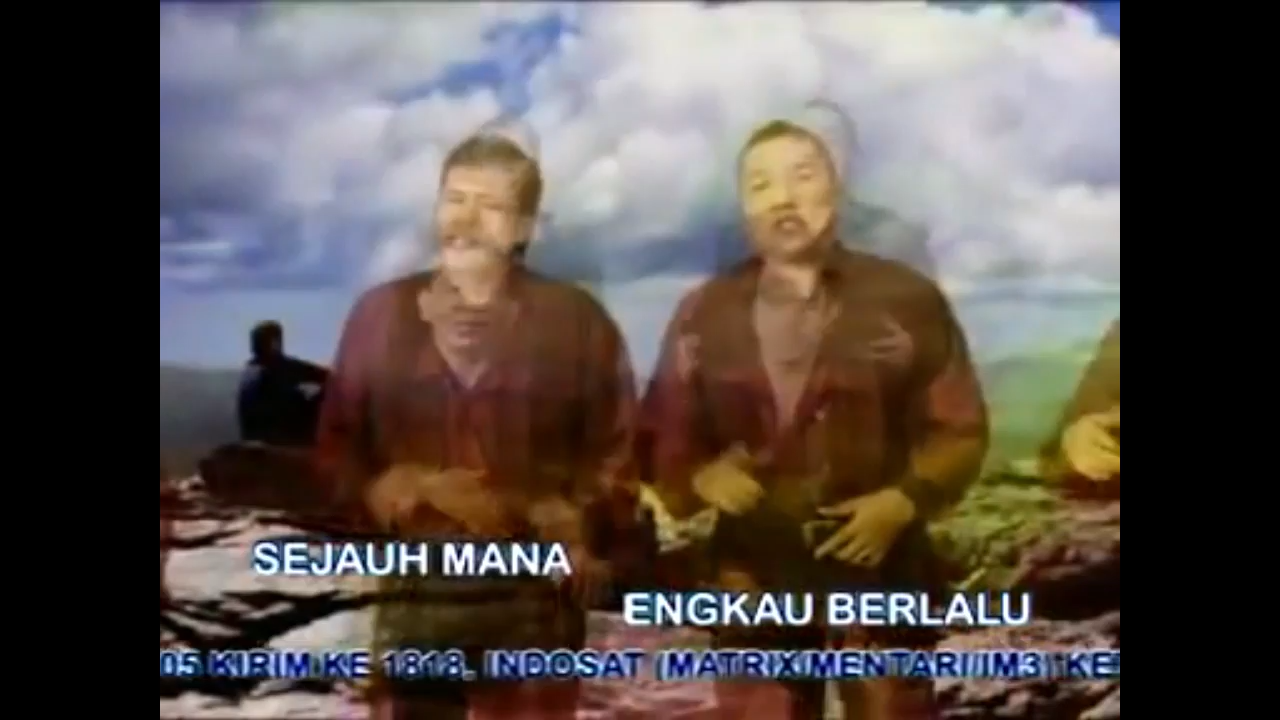 SEJAUH MANA
ENGKAU BERLALU
05 KIRIM KE 1818, INDOSAT (MATRIX/MENTARI/IM3) KE